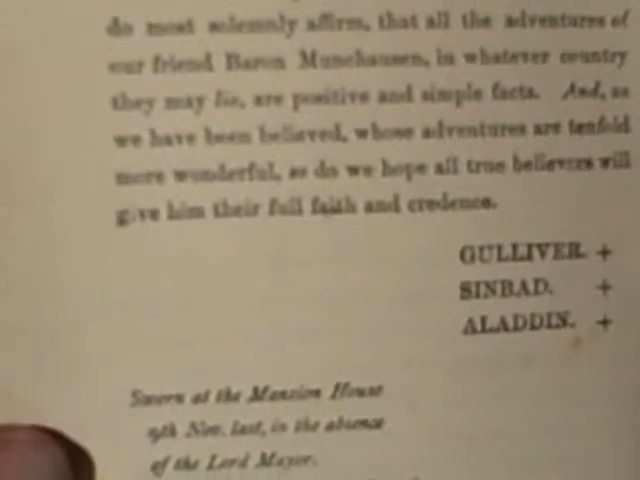 do most solemnly affirm, that all the adventures of
our friend Baron Munchausen, in whatever country
they may lie, are positive and simple facts. And, as
we have been believed, whose adventures are tenfold
more wonderful, so do we hope all true believers will
give him their full faith and credence.
GULLIVER. +
SINBAD. +
ALADDIN. +
Sworn at the Mansion House
9th Nov. last, in the absence
of the Lord Mayor.